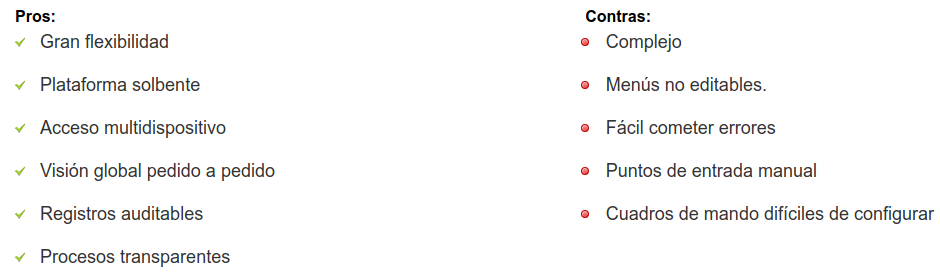 Pros:
Gran flexibilidad
Plataforma solbente
Acceso multidispositivo
Visión global pedido a pedido
Registros auditables
Procesos transparentes
Contras:
Complejo
Menús no editables.
Fácil cometer errores
Puntos de entrada manual
Cuadros de mando difíciles de configurar